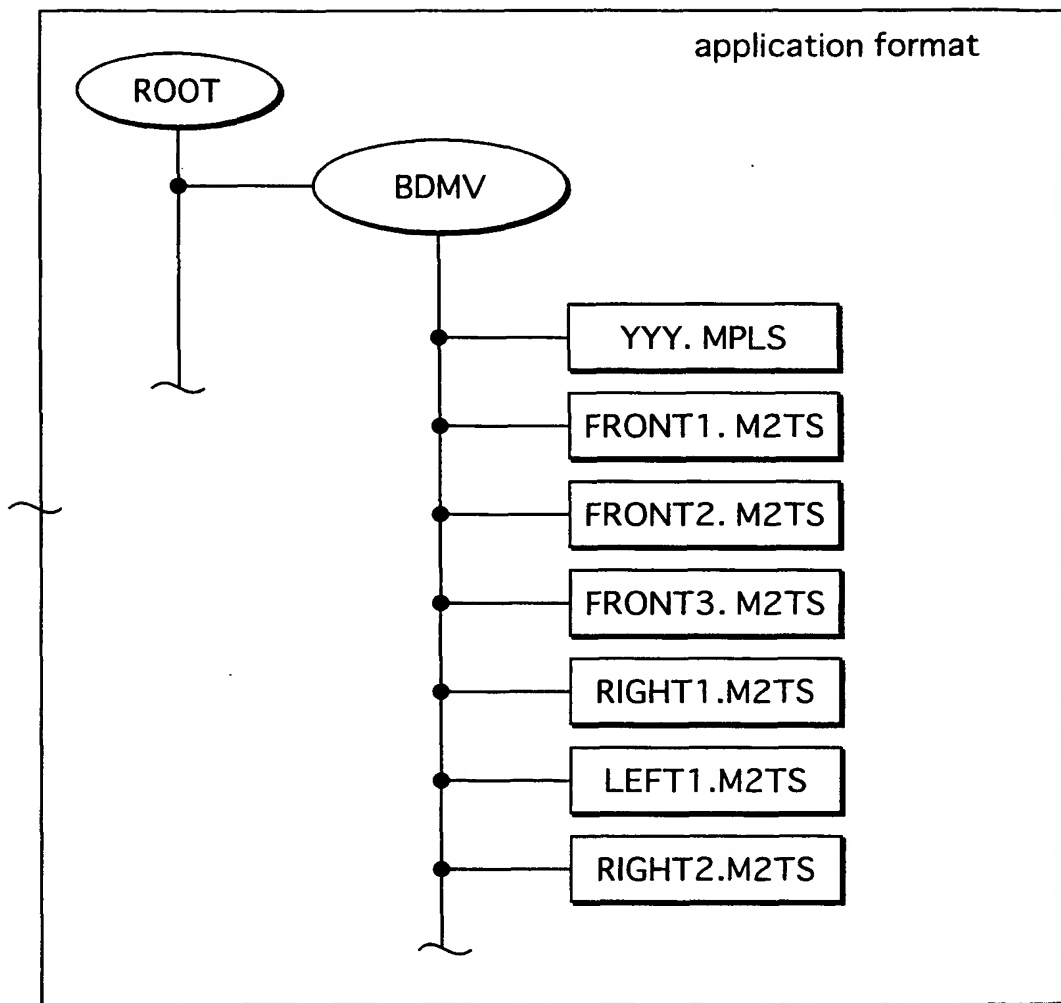 application format
ROOT
BDMV
YYY. MPLS
FRONT1. M2TS
FRONT2. M2TS
FRONT3. M2TS
RIGHT1.M2TS
LEFT1.M2TS
RIGHT2.M2TS